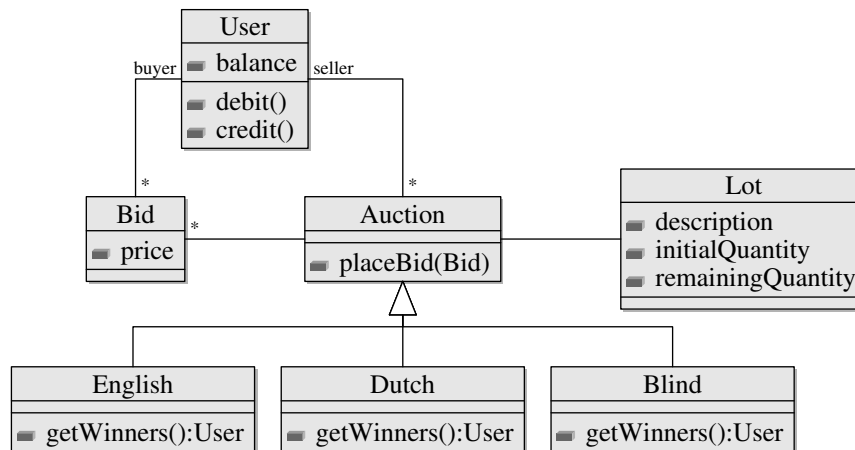 User
balance
debit()
credit()
buyer
seller
*
*
Bid
price
*
Auction
placeBid(Bid)
Lot
description
initialQuantity
remainingQuantity
English
getWinners():User
Dutch
getWinners():User
Blind
getWinners():User